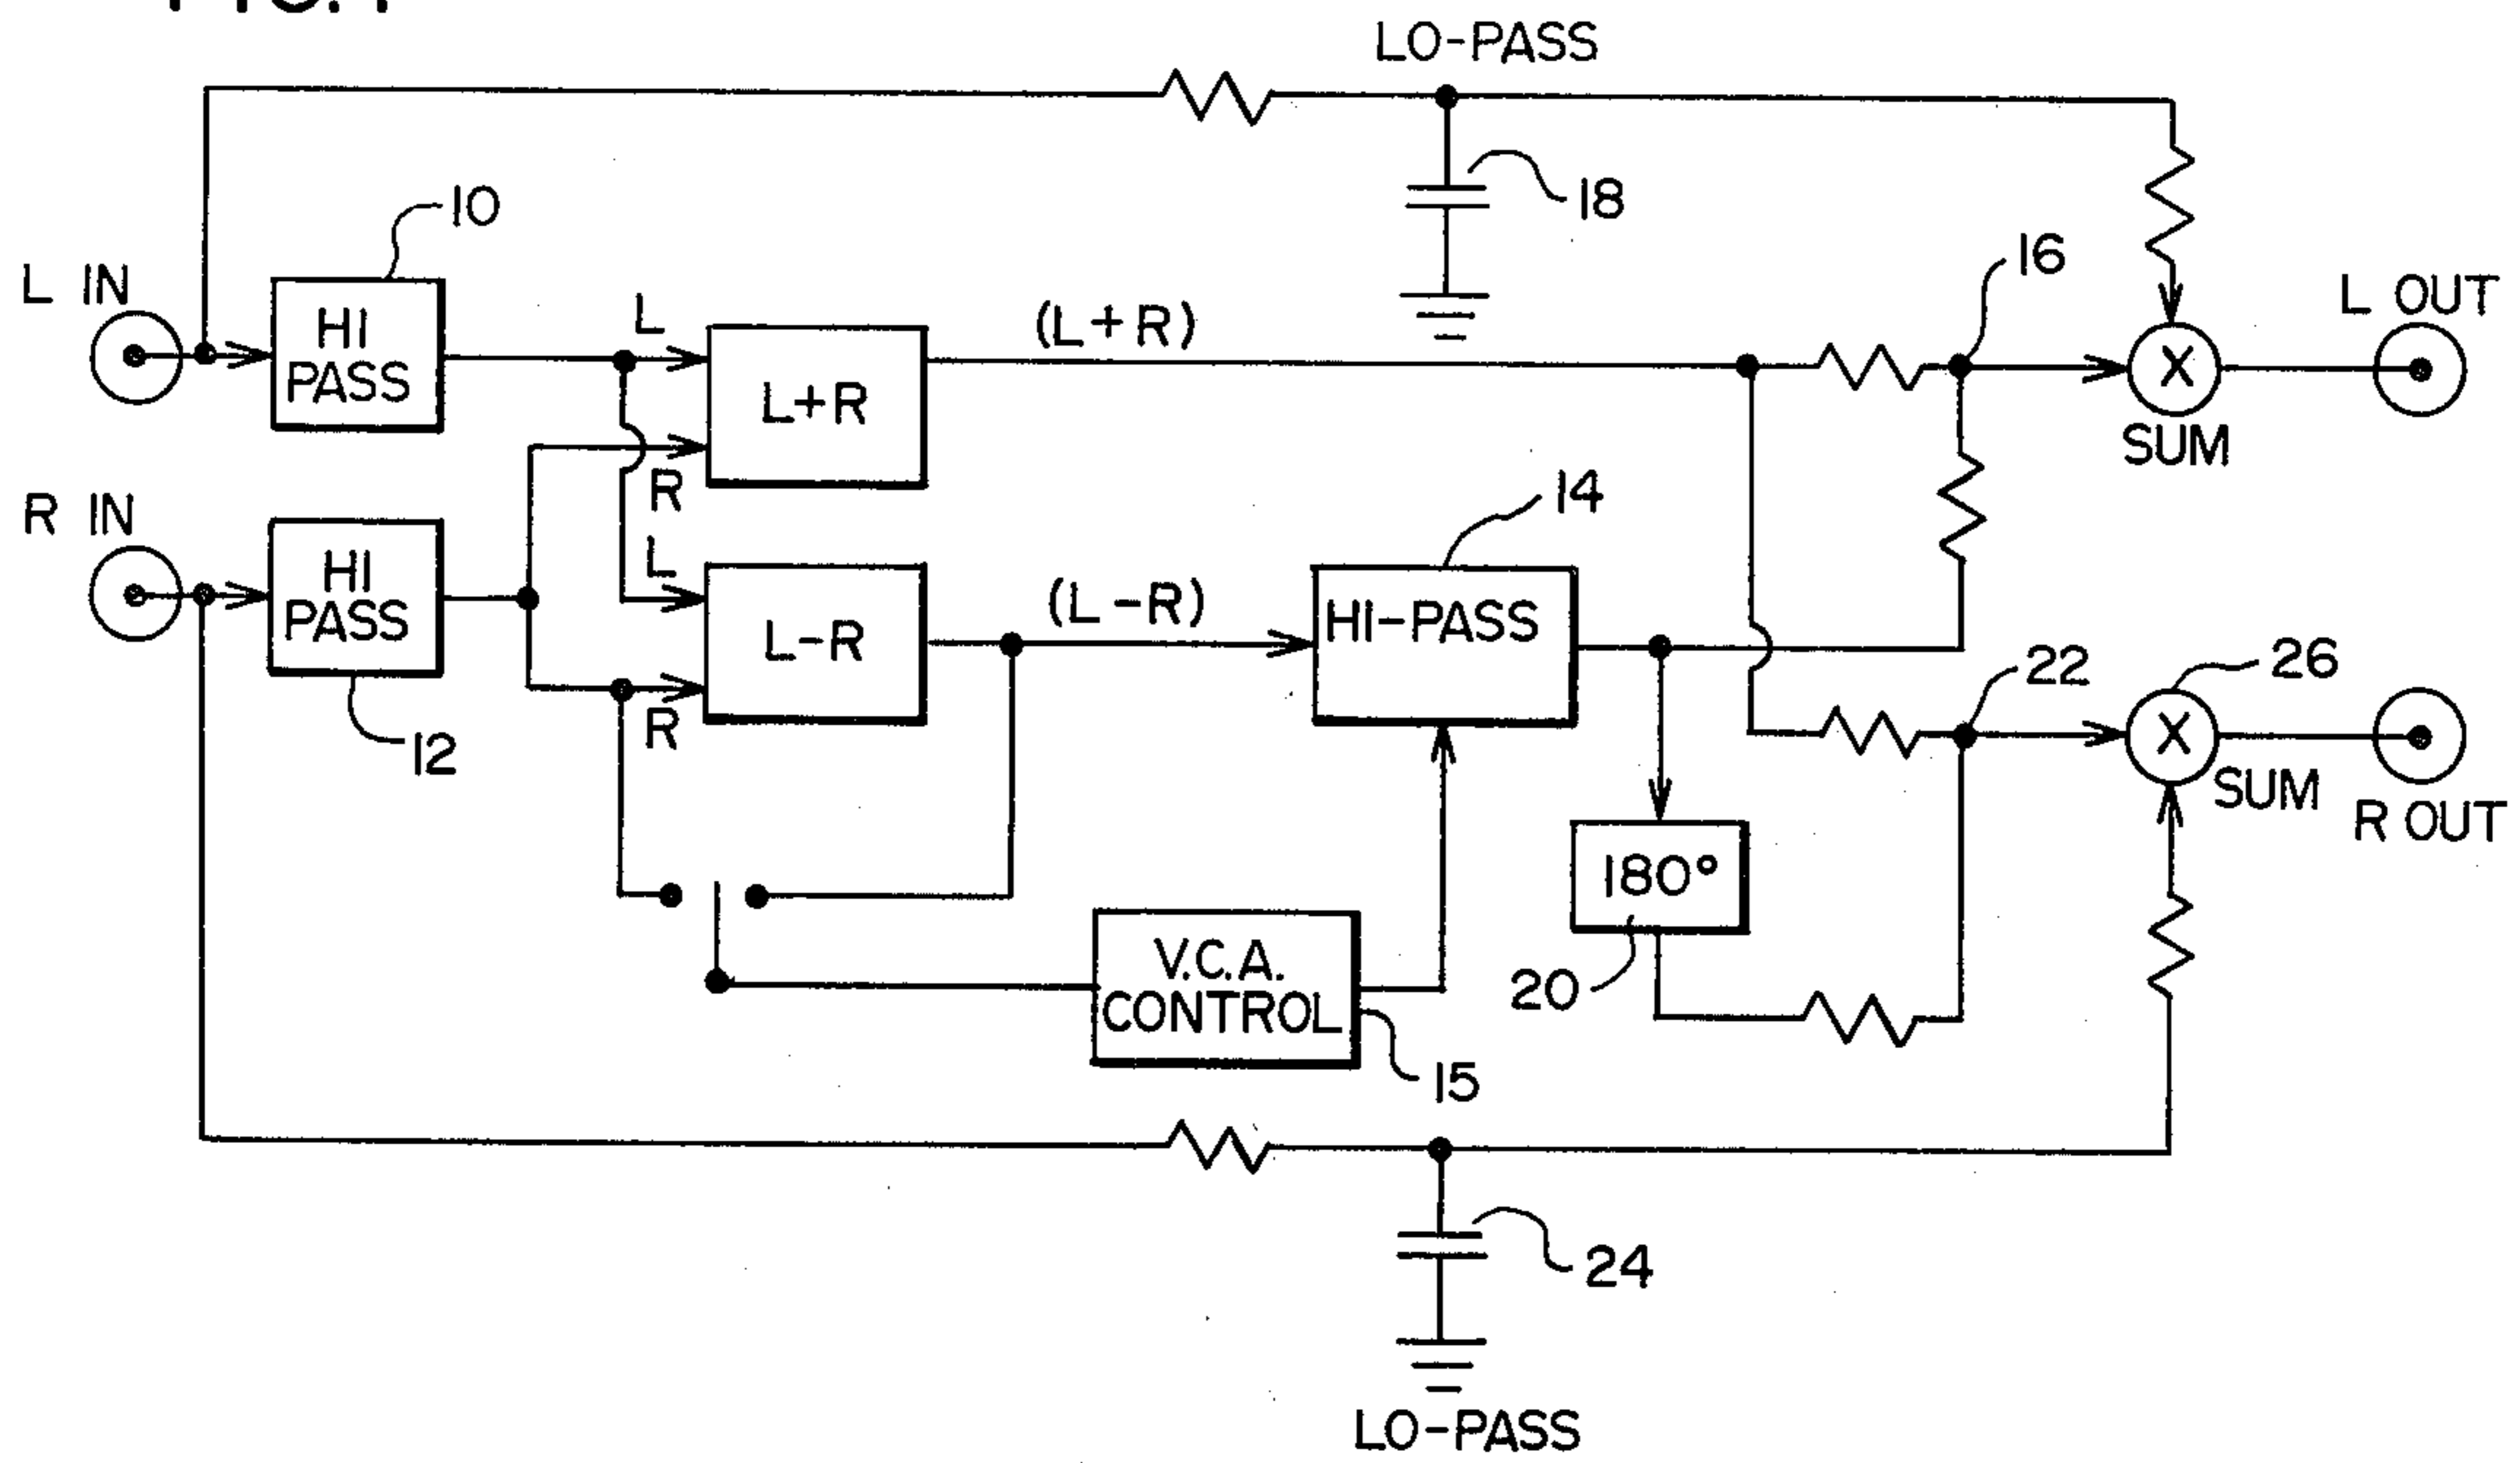 LO-PASS
18
10
16
L IN
L OUT
HI
PASS
L
(L+R)
L+R
X
SUM
R
R IN
14
HI
PASS
L
(L-R)
L-R
HI-PASS
22
26
R
12
X
SUM
R OUT
180°
20
V.C.A.
CONTROL
15
24
LO-PASS